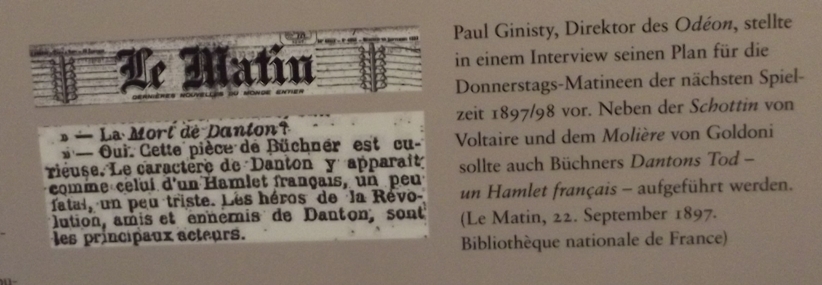 Le Matin
DERNIÈRES NOUVELLES DU MONDE ENTIER
» — La Mort de Danton?
» — Oui. Cette pièce de Büchner est cu-
rieuse. Le caractère de Danton y apparaît
comme celui d'un Hamlet français, un peu
fatal, un peu triste. Les héros de la Révo-
lution, amis et ennemis de Danton, sont
les principaux acteurs.
Paul Ginisty, Direktor des Odéon, stellte
in einem Interview seinen Plan für die
Donnerstags-Matineen der nächsten Spiel-
zeit 1897/98 vor. Neben der Schottin von
Voltaire und dem Molière von Goldoni
sollte auch Büchners Dantons Tod –
un Hamlet français – aufgeführt werden.
(Le Matin, 22. September 1897.
Bibliothèque nationale de France)